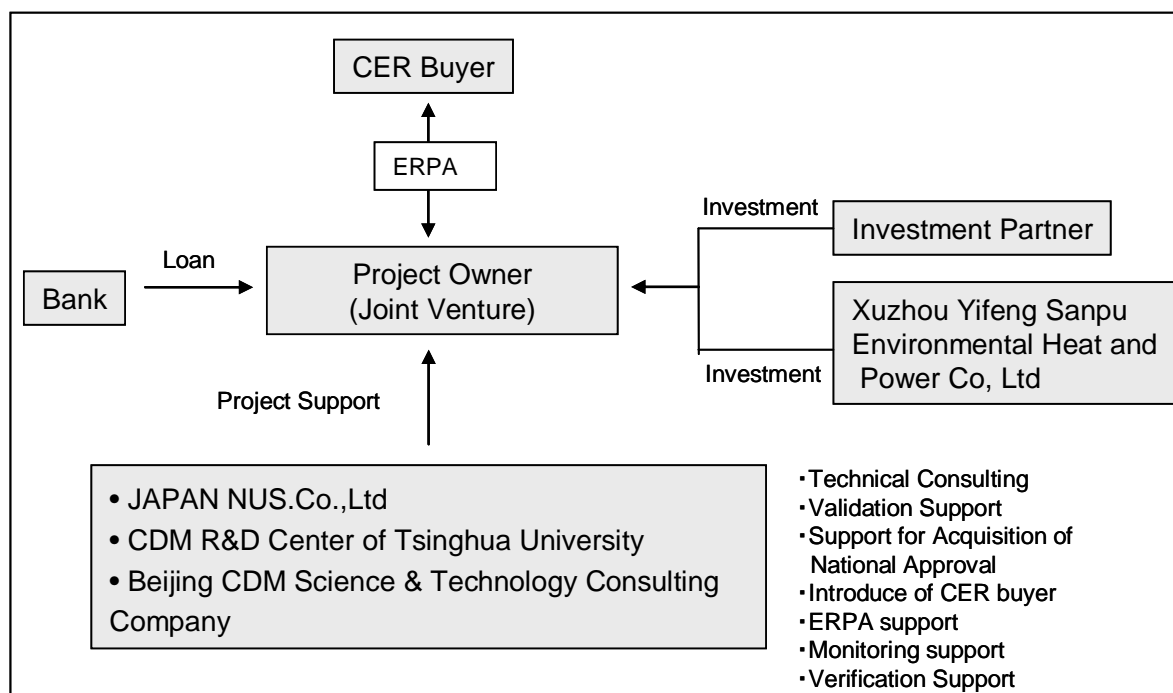 CER Buyer
ERPA
Investment
Investment Partner
Loan
Bank
Project Owner
(Joint Venture)
Xuzhou Yifeng Sanpu
Environmental Heat and
Power Co, Ltd
Investment
Project Support
• JAPAN NUS.Co.,Ltd
• CDM R&D Center of Tsinghua University
• Beijing CDM Science & Technology Consulting
Company
・Technical Consulting
・Validation Support
・Support for Acquisition of
National Approval
・Introduce of CER buyer
・ERPA support
・Monitoring support
・Verification Support